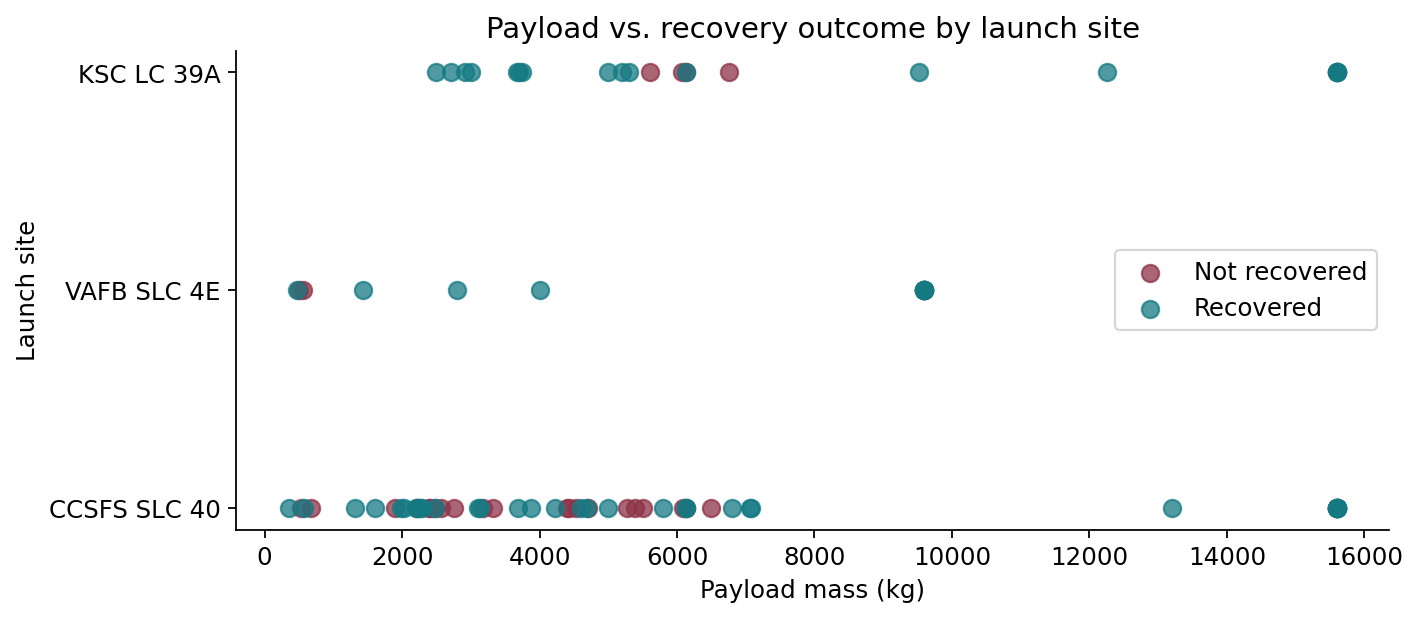 Payload vs. recovery outcome by launch site
KSC LC 39A
VAFB SLC 4E
CCSFS SLC 40
Launch site
Not recovered
Recovered
0 2000 4000 6000 8000 10000 12000 14000 16000
Payload mass (kg)